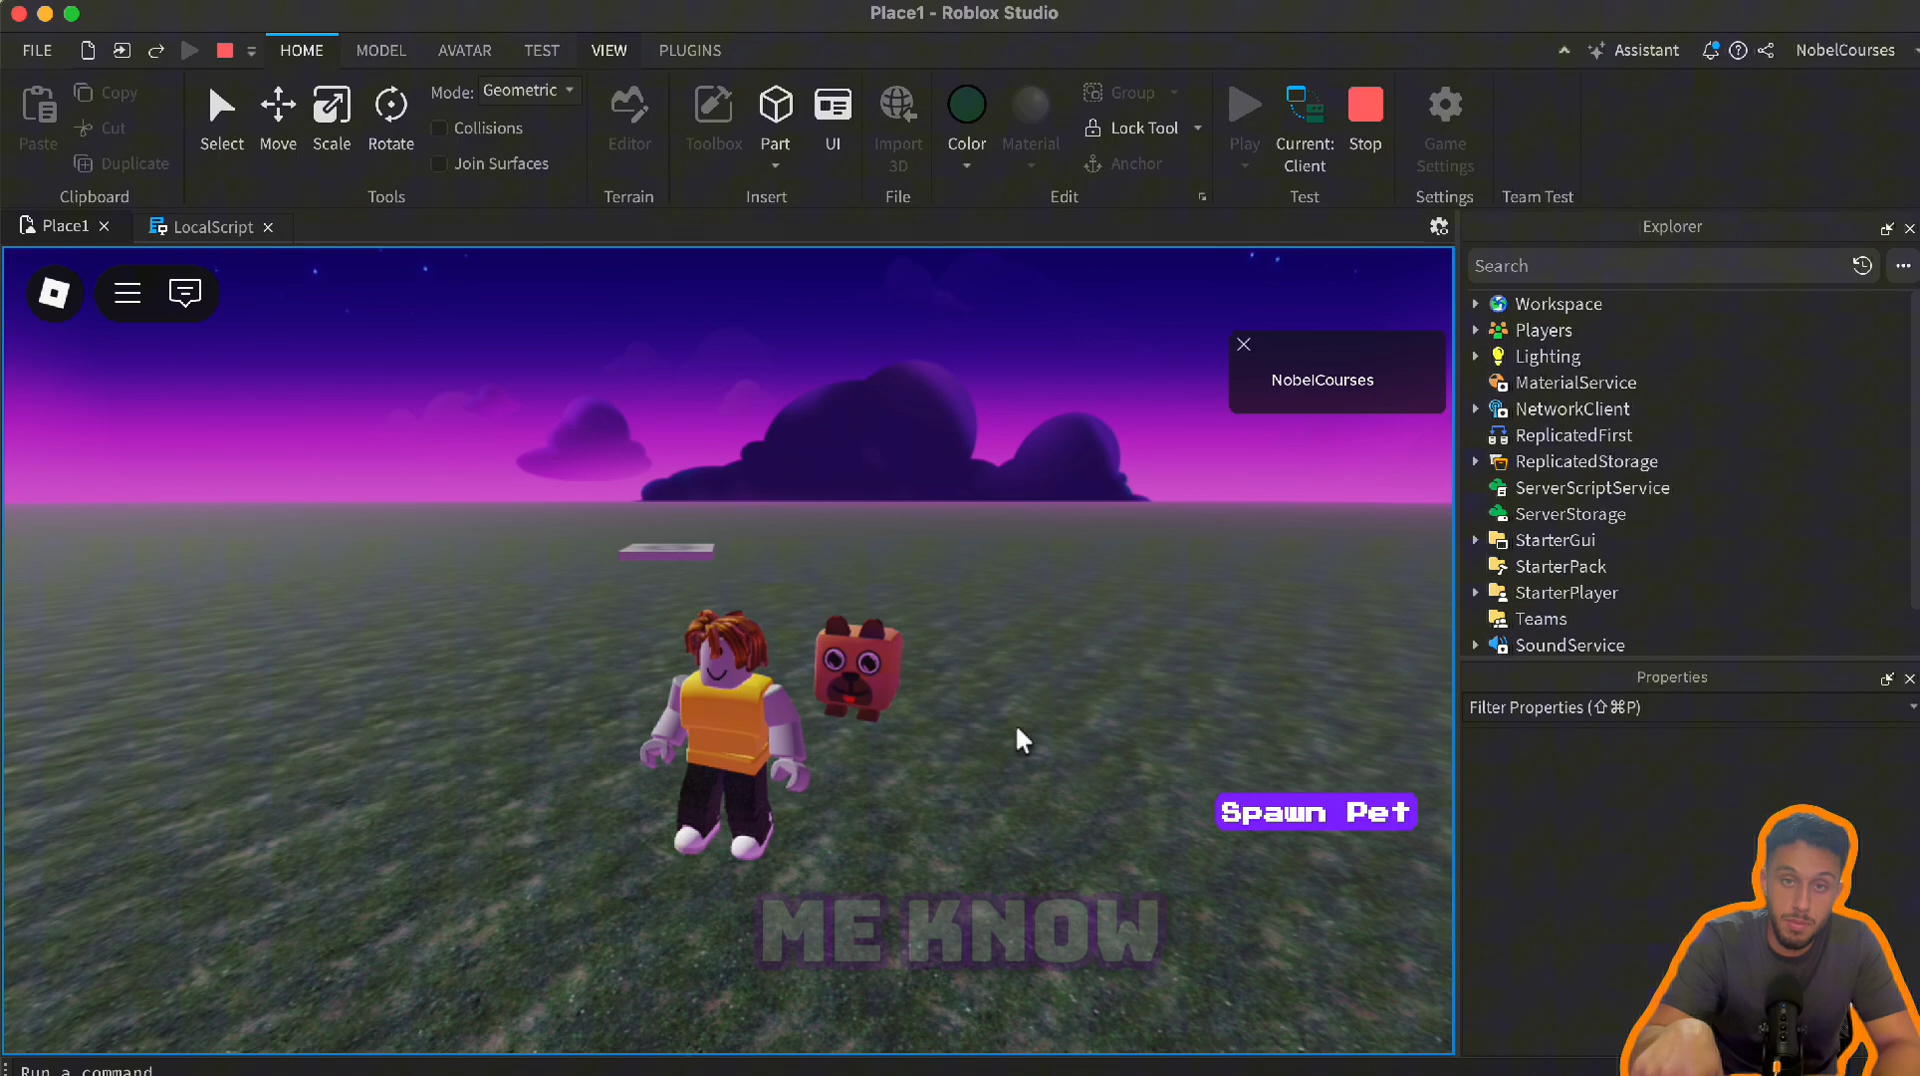 Place1 - Roblox Studio
FILE HOME MODEL AVATAR TEST VIEW PLUGINS Assistant NobelCourses
Paste Copy Cut Duplicate
Clipboard
Select Move Scale Rotate
Mode: Geometric
Collisions
Join Surfaces
Tools
Editor
Terrain
Toolbox Part UI
Insert
Import 3D
File
Color Material
Group
Lock Tool
Anchor
Edit
Play Current: Client Stop
Test
Game Settings
Settings
Team Test
Place1 LocalScript
NobelCourses
Spawn Pet
ME KNOW
Explorer
Search
Workspace
Players
Lighting
MaterialService
NetworkClient
ReplicatedFirst
ReplicatedStorage
ServerScriptService
ServerStorage
StarterGui
StarterPack
StarterPlayer
Teams
SoundService
Properties
Filter Properties (⇧⌘P)
Run a command